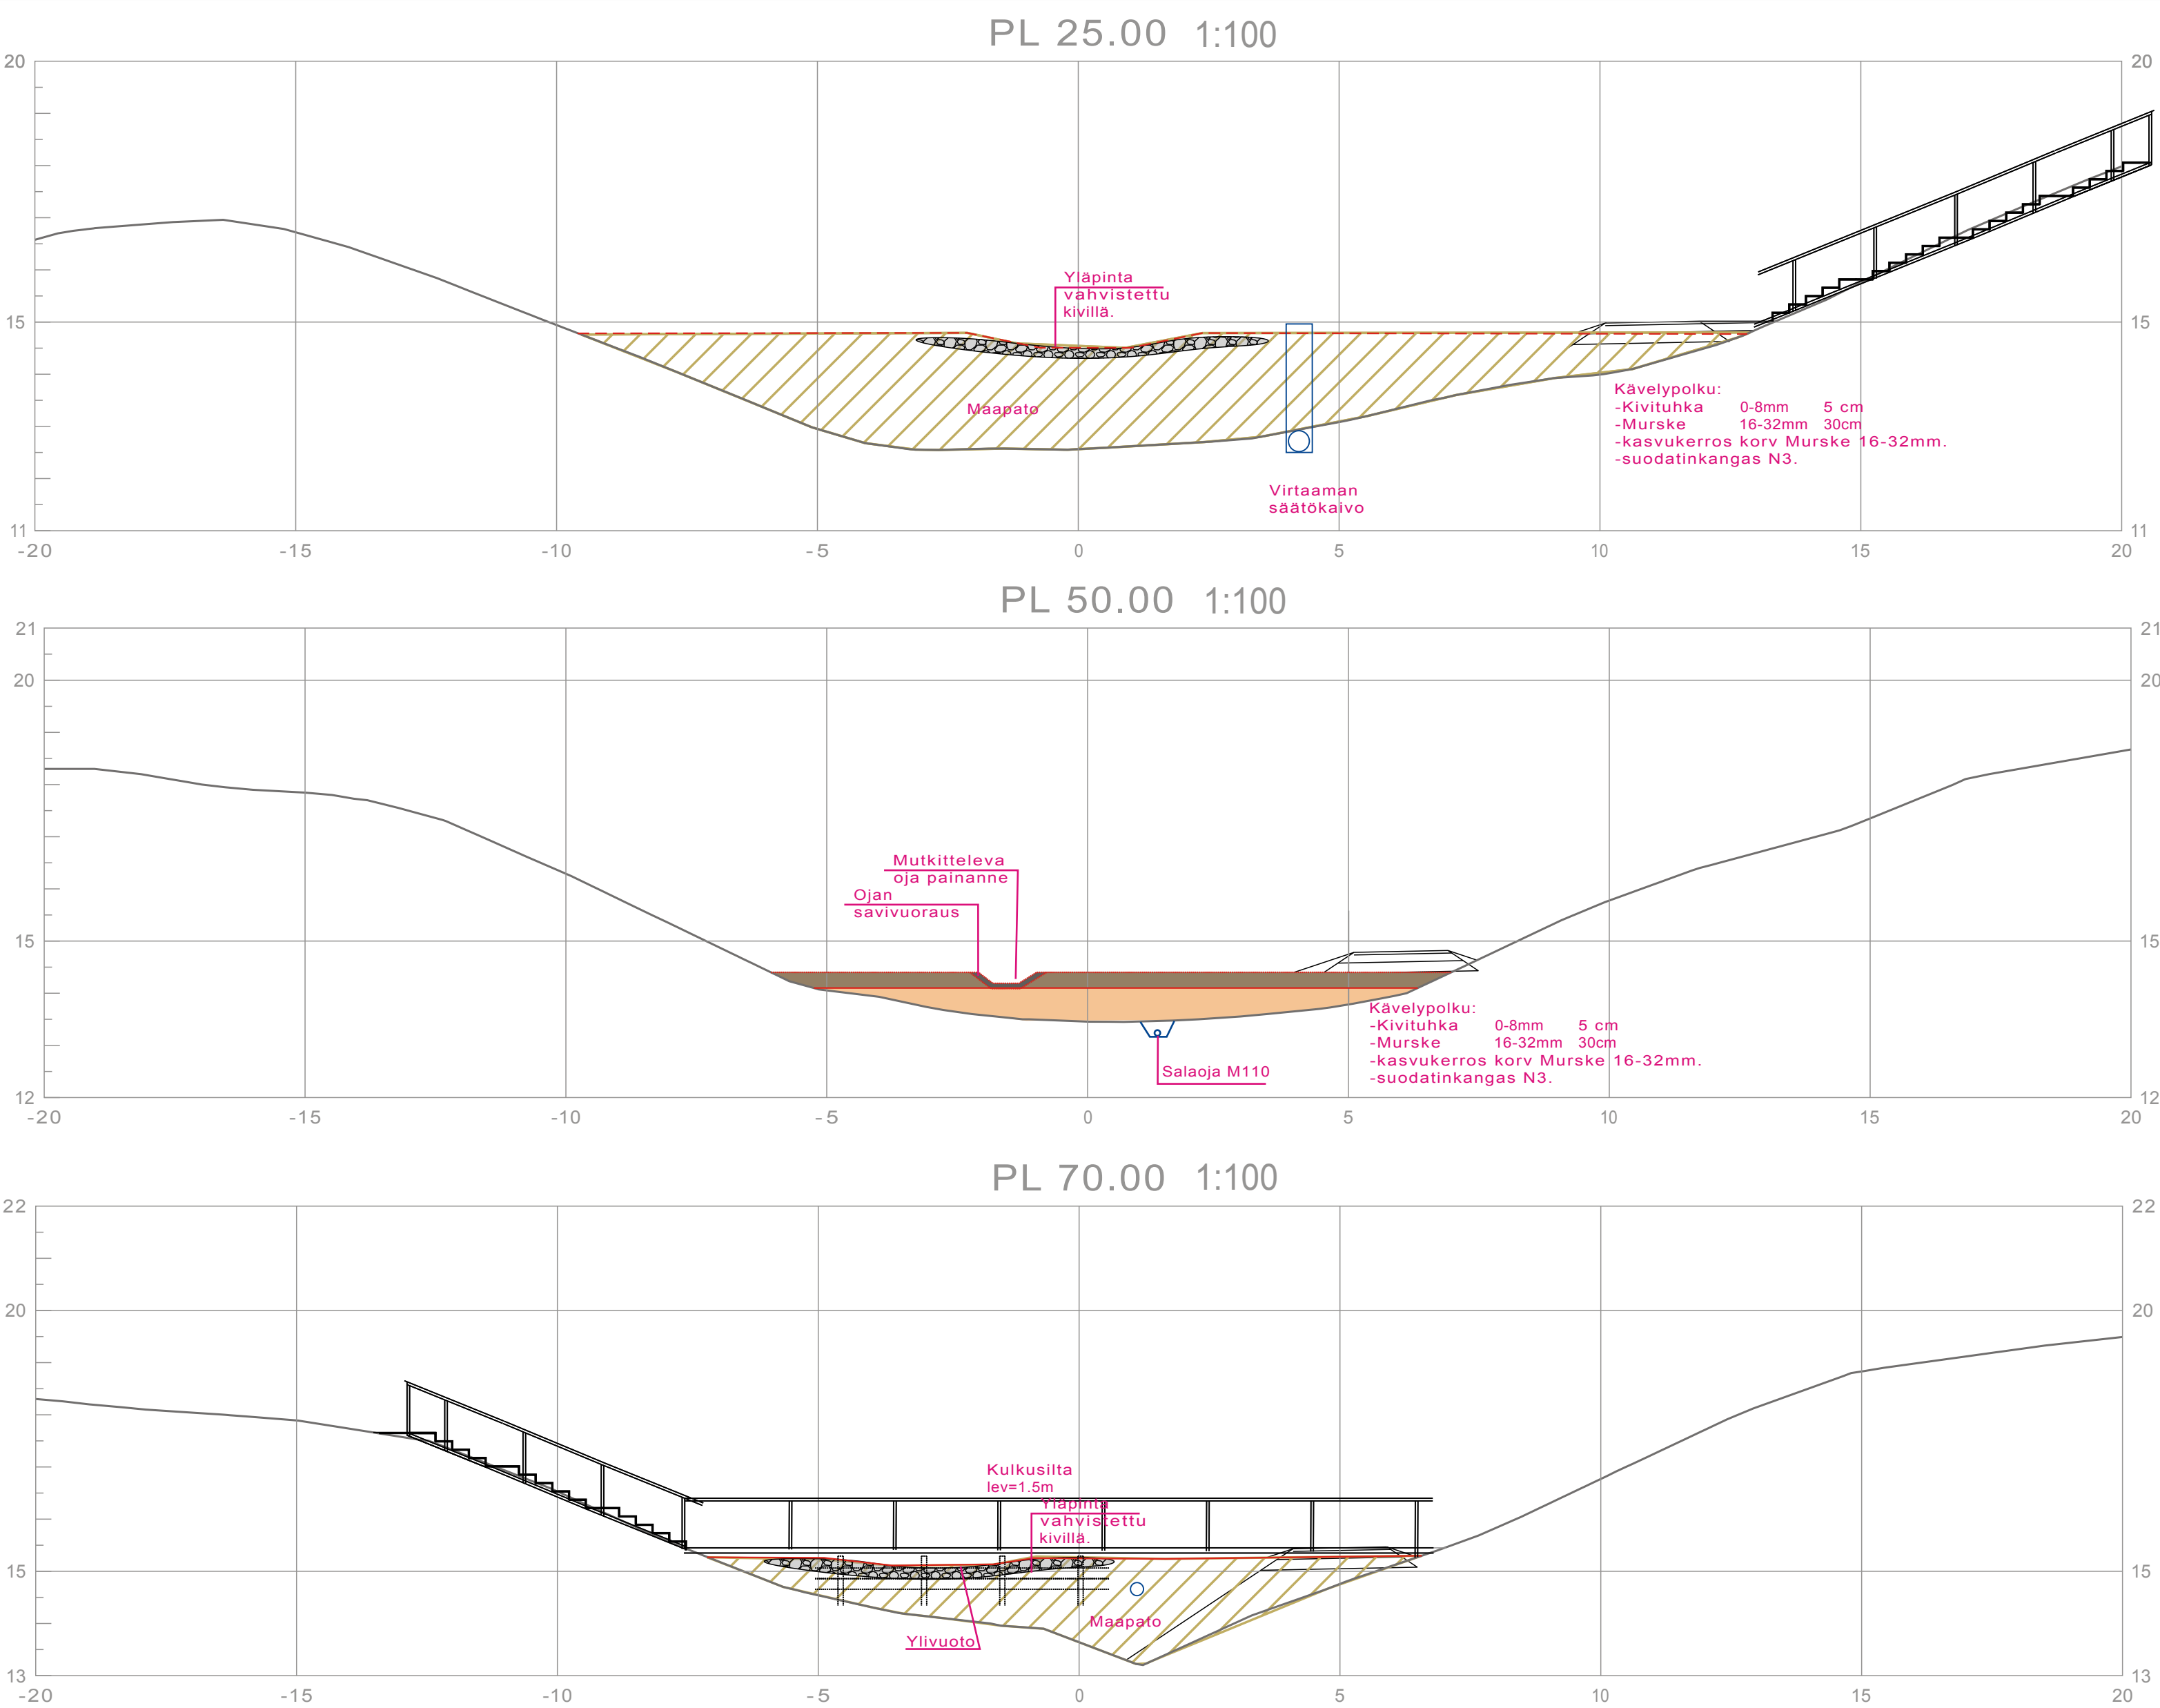 PL 25.00 1:100
20 20
15 15
11 11
Yläpinta
vahvistettu
kivillä.
Maapato
Kävelypolku:
-Kivituhka 0-8mm 5 cm
-Murske 16-32mm 30cm
-kasvukerros korv Murske 16-32mm.
-suodatinkangas N3.
Virtaaman
säätökaivo
-20 -15 -10 -5 0 5 10 15 20
PL 50.00 1:100
21 21
20 20
15 15
12 12
Mutkitteleva
oja painanne
Ojan
savivuoraus
Kävelypolku:
-Kivituhka 0-8mm 5 cm
-Murske 16-32mm 30cm
-kasvukerros korv Murske 16-32mm.
-suodatinkangas N3.
Salaoja M110
-20 -15 -10 -5 0 5 10 15 20
PL 70.00 1:100
22 22
20 20
15 15
13 13
Kulkusilta
lev=1.5m
Yläpinta
vahvistettu
kivillä.
Maapato
Ylivuoto
-20 -15 -10 -5 0 5 10 15 20